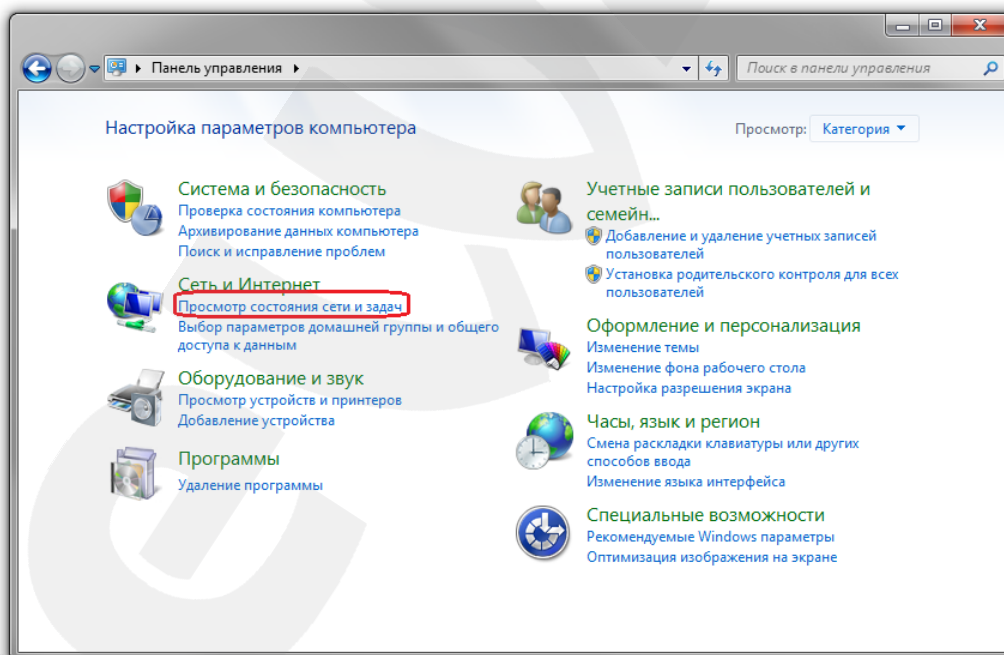 Панель управления
Поиск в панели управления
Настройка параметров компьютера
Просмотр: Категория
Система и безопасность
Проверка состояния компьютера
Архивирование данных компьютера
Поиск и исправление проблем
Сеть и Интернет
Просмотр состояния сети и задач
Выбор параметров домашней группы и общего
доступа к данным
Оборудование и звук
Просмотр устройств и принтеров
Добавление устройства
Программы
Удаление программы
Учетные записи пользователей и
семейн...
Добавление и удаление учетных записей
пользователей
Установка родительского контроля для всех
пользователей
Оформление и персонализация
Изменение темы
Изменение фона рабочего стола
Настройка разрешения экрана
Часы, язык и регион
Смена раскладки клавиатуры или других
способов ввода
Изменение языка интерфейса
Специальные возможности
Рекомендуемые Windows параметры
Оптимизация изображения на экране